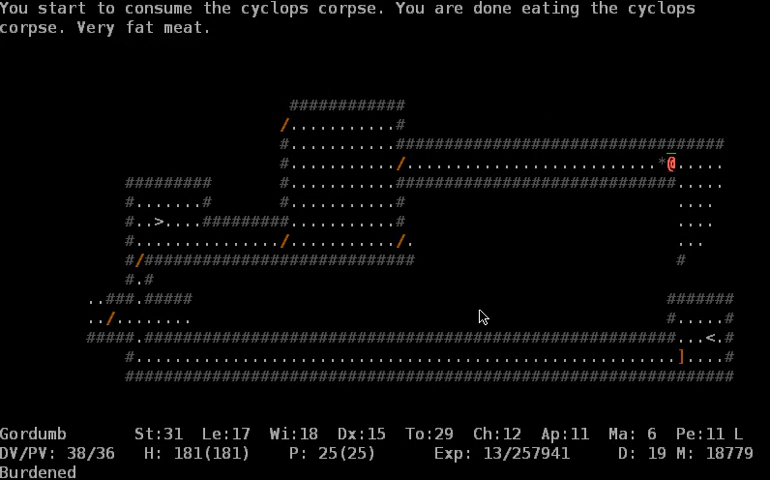 You start to consume the cyclops corpse. You are done eating the cyclops
corpse. Very fat meat.
Gordumb St:31 Le:17 Wi:18 Dx:15 To:29 Ch:12 Ap:11 Ma: 6 Pe:11 L
DV/PV: 38/36 H: 181(181) P: 25(25) Exp: 13/257941 D: 19 M: 18779
Burdened